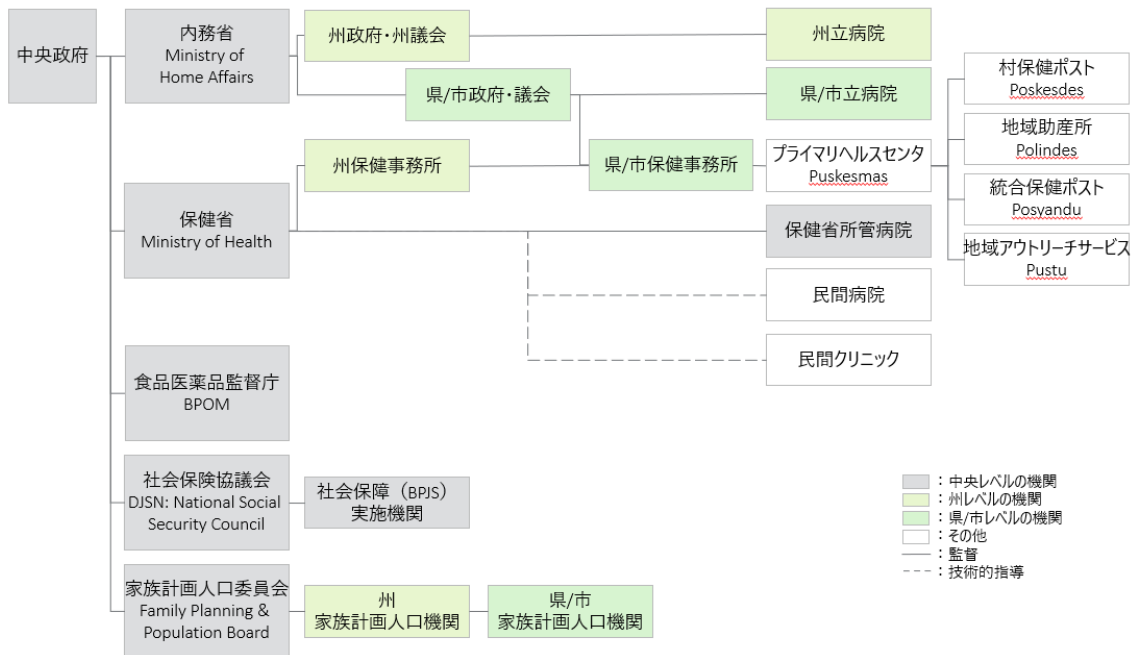 中央政府
内務省
Ministry of
Home Affairs
州政府・州議会
県/市政府・議会
州立病院
県/市立病院
州保健事務所
県/市保健事務所
プライマリヘルスセンタ
Puskesmas
村保健ポスト
Poskesdes
地域助産所
Polindes
統合保健ポスト
Posyandu
地域アウトリーチサービス
Pustu
保健省
Ministry of Health
保健省所管病院
民間病院
民間クリニック
食品医薬品監督庁
BPOM
社会保険協議会
DJSN: National Social
Security Council
社会保障（BPJS）
実施機関
家族計画人口委員会
Family Planning &
Population Board
州
家族計画人口機関
県/市
家族計画人口機関
：中央レベルの機関
：州レベルの機関
：県/市レベルの機関
：その他
：監督
：技術的指導